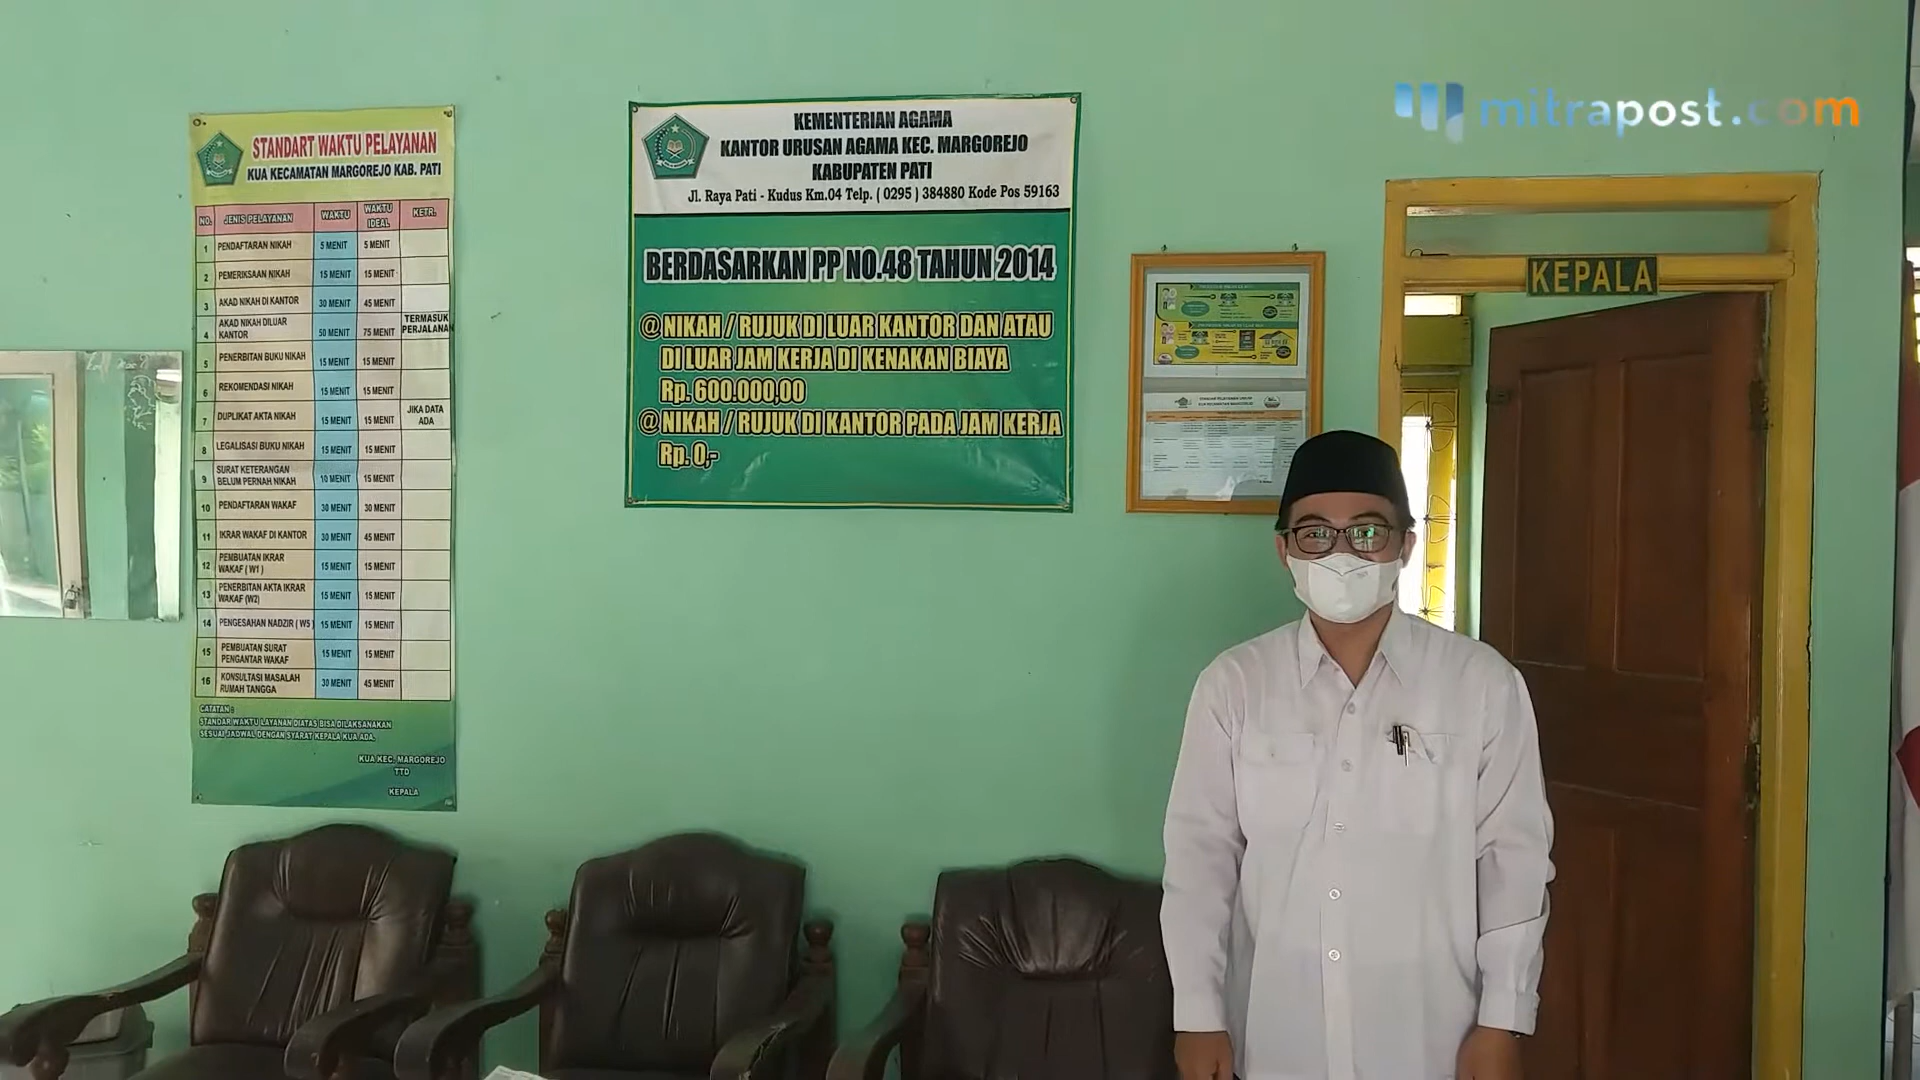 mitrapost.com
STANDART WAKTU PELAYANAN
KUA KECAMATAN MARGOREJO KAB. PATI
NO. JENIS PELAYANAN WAKTU WAKTU IDEAL KETR.
1 PENDAFTARAN NIKAH 5 MENIT 5 MENIT
2 PEMERIKSAAN NIKAH 15 MENIT 15 MENIT
3 AKAD NIKAH DI KANTOR 30 MENIT 45 MENIT
4 AKAD NIKAH DILUAR KANTOR 50 MENIT 75 MENIT TERMASUK PERJALANAN
5 PENERBITAN BUKU NIKAH 15 MENIT 15 MENIT
6 REKOMENDASI NIKAH 15 MENIT 15 MENIT
7 DUPLIKAT AKTA NIKAH 15 MENIT 15 MENIT JIKA DATA ADA
8 LEGALISASI BUKU NIKAH 15 MENIT 15 MENIT
9 SURAT KETERANGAN BELUM PERNAH NIKAH 10 MENIT 15 MENIT
10 PENDAFTARAN WAKAF 30 MENIT 30 MENIT
11 IKRAR WAKAF DI KANTOR 30 MENIT 45 MENIT
12 PEMBUATAN IKRAR WAKAF ( W1 ) 15 MENIT 15 MENIT
13 PENERBITAN AKTA IKRAR WAKAF (W2) 15 MENIT 15 MENIT
14 PENGESAHAN NADZIR ( W5 ) 15 MENIT 15 MENIT
15 PEMBUATAN SURAT PENGANTAR WAKAF 15 MENIT 15 MENIT
16 KONSULTASI MASALAH RUMAH TANGGA 30 MENIT 45 MENIT
CATATAN :
STANDAR WAKTU LAYANAN DIATAS BISA DILAKSANAKAN
SESUAI JADWAL DENGAN SYARAT KEPALA KUA ADA.
KUA KEC. MARGOREJO
TTD
KEPALA
KEMENTERIAN AGAMA
KANTOR URUSAN AGAMA KEC. MARGOREJO
KABUPATEN PATI
Jl. Raya Pati - Kudus Km.04 Telp. ( 0295 ) 384880 Kode Pos 59163
BERDASARKAN PP NO.48 TAHUN 2014
@ NIKAH / RUJUK DI LUAR KANTOR DAN ATAU
DI LUAR JAM KERJA DI KENAKAN BIAYA
Rp. 600.000,00
@ NIKAH / RUJUK DI KANTOR PADA JAM KERJA
Rp. 0,-
KEPALA